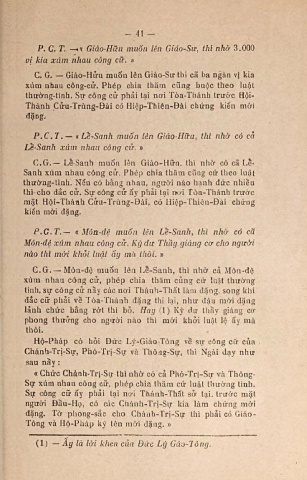 — 41 —
P. C. T. — « Giáo-Hữu muốn lên Giáo-Sư, thì nhờ 3.000
vị kia xúm nhau công cử. »
C. G. — Giáo-Hữu muốn lên Giáo-Sư thì cả ba ngàn vị kia
xúm nhau công-cử. Phép chia thăm cũng buộc theo luật
thường-tình. Sự công cử phải tại nơi Tòa-Thánh trước Hội-
Thánh Cửu-Trùng-Đài có Hiệp-Thiên-Đài chứng kiến mới
đặng.
P. C. T. — « Lễ-Sanh muốn lên Giáo-Hữu, thì nhờ có cả
Lễ-Sanh xúm nhau công cử. »
C. G. — Lễ-Sanh muốn lên Giáo-Hữu, thì nhờ có cả Lễ-
Sanh xúm nhau công cử. Phép chia thăm cũng cứ theo luật
thường-tình. Nếu có bằng nhau, người nào hạnh đức nhiều
thì cho đắc cử. Sự công cử ấy phải tại nơi Tòa-Thánh trước
mặt Hội-Thánh Cửu-Trùng-Đài, có Hiệp-Thiên-Đài chứng
kiến mới đặng.
P. C. T. — « Môn-đệ muốn lên Lễ-Sanh, thì nhờ có cả
Môn-đệ xúm nhau công cử. Kỳ dư Thầy giáng cơ cho người
nào thì mới khỏi luật ấy mà thôi. »
C. G. — Môn-đệ muốn lên Lễ-Sanh, thì nhờ cả Môn-đệ
xúm nhau công cử, phép chia thăm cũng cứ luật thường
tình, sự công cử nầy các nơi Thánh-Thất làm đặng, song khi
đắc cử phải về Tòa-Thánh đặng thi lại, như đậu mới đặng
lãnh chức bằng rớt thì bỏ. Hay (1) Kỳ dư thầy giáng cơ
phong thưởng cho người nào thì mới khỏi luật lệ ấy mà
thôi.
Hộ-Pháp có hỏi Đức Lý-Giáo-Tông về sự công cử của
Chánh-Trị-Sự, Phó-Trị-Sự và Thông-Sự, thì Ngài dạy như
sau nầy :
« Chức Chánh-Trị-Sự thì nhờ có cả Phó-Trị-Sự và Thông-
Sự xúm nhau công cử, phép chia thăm cứ luật thường tình.
Sự công cử ấy phải tại nơi Thánh-Thất sở tại, trước mặt
người Đầu-Họ, có các Chánh-Trị-Sự kia làm chứng mới
đặng. Tờ phong-sắc cho Chánh-Trị-Sự thì phải có Giáo-
Tông và Hộ-Pháp ký tên mới đặng. »
(1) — Ấy là lời khen của Đức Lý Gáo-Tông.